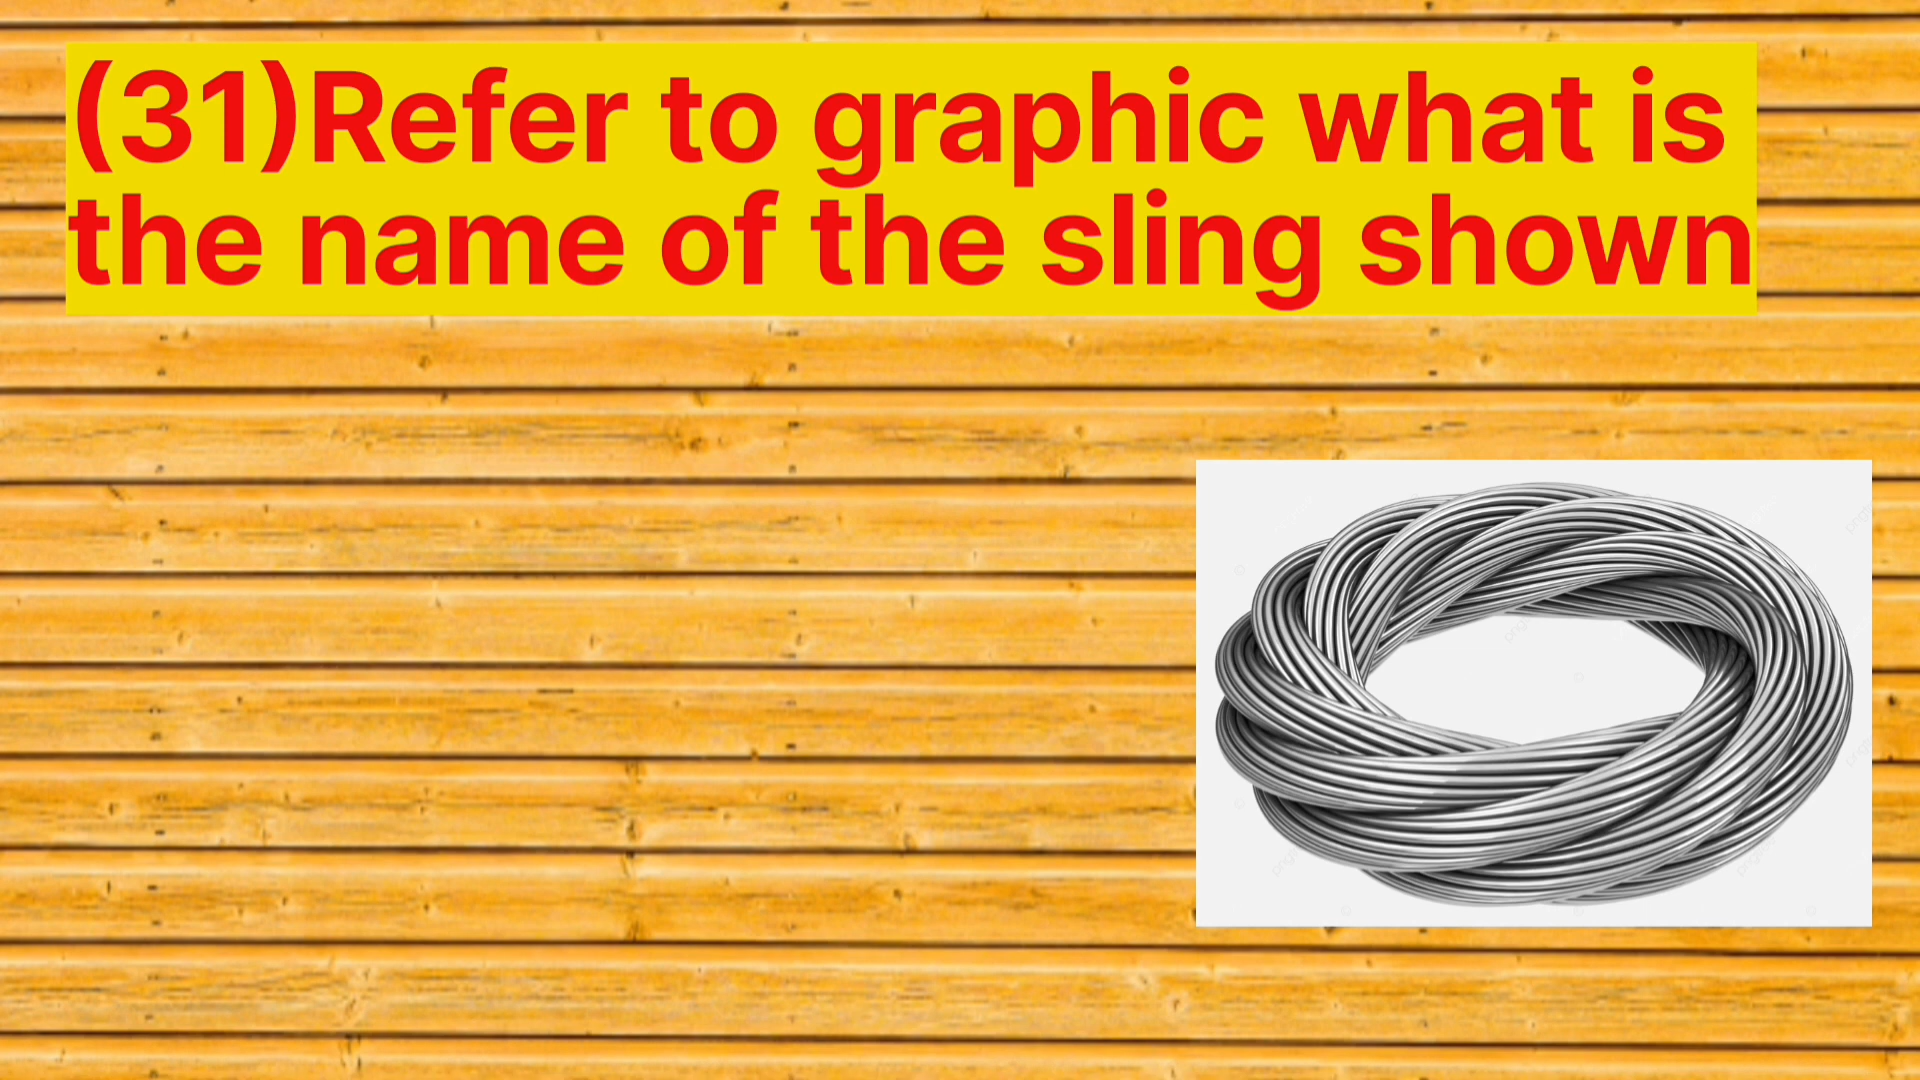 (31)Refer to graphic what is
the name of the sling shown